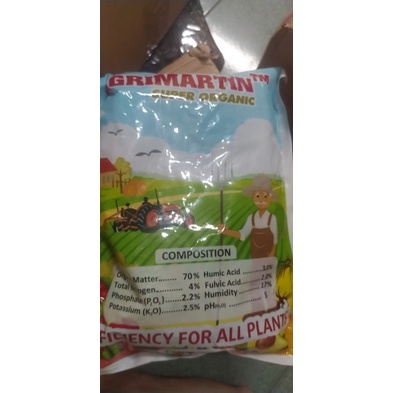 GRIMARTIN™
SUPER ORGANIC
COMPOSITION
Matter....... 70%
Total Nitrogen........... 4%
Phosphate (P₂O₅).......2.2%
Potassium (K₂O).......2.5%
Humic Acid
Fulvic Acid
Humidity
FICIENCY FOR ALL PLANT